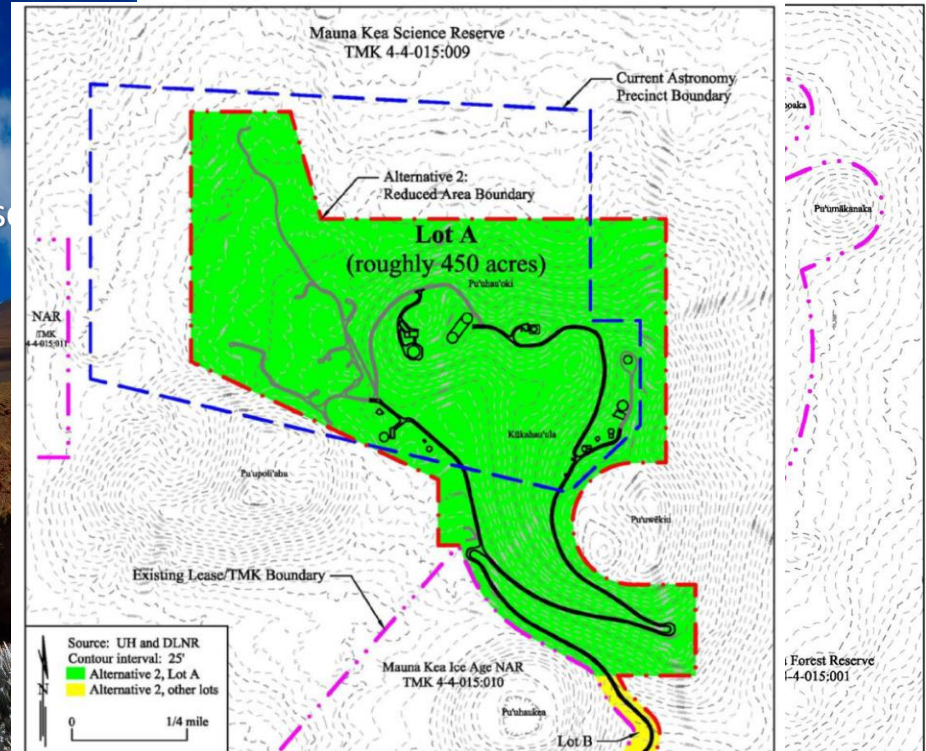 Mauna Kea Science Reserve
TMK 4-4-015:009
Current Astronomy
Precinct Boundary
Alternative 2:
Reduced Area Boundary
Lot A
(roughly 450 acres)
Pu'uhau'oki
Pu'umākanaka
NAR
TMK
4-4-015:011
Kūkahau'ula
Pu'upoli'ahu
Pu'uwēkiu
Existing Lease/TMK Boundary
Source: UH and DLNR
Contour interval: 25'
Alternative 2, Lot A
Alternative 2, other lots
N
0 1/4 mile
Mauna Kea Ice Age NAR
TMK 4-4-015:010
Pu'uhaukea
Lot B
Forest Reserve
4-4-015:001